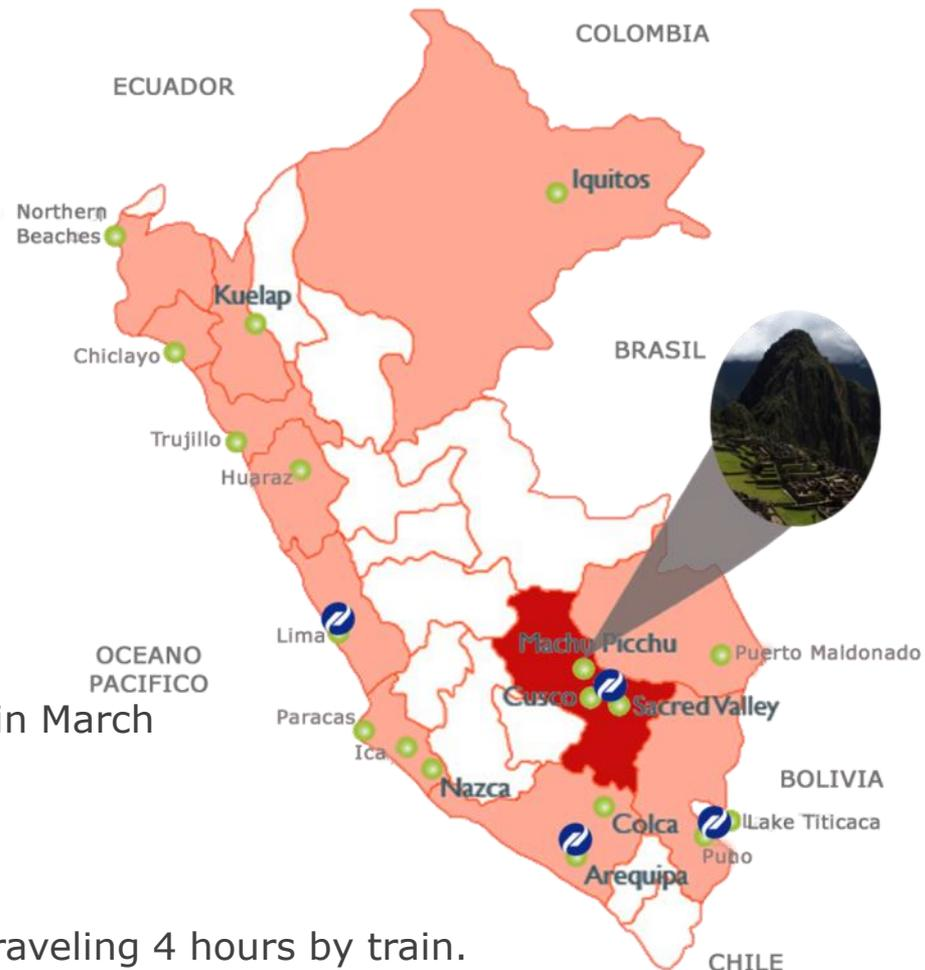 COLOMBIA
ECUADOR
Iquitos
Northern
Beaches
Kuelap
BRASIL
Chiclayo
Trujillo
Huaraz
Lima
Machu Picchu
OCEANO
PACIFICO
Puerto Maldonado
Cusco
Sacred Valley
in March
Paracas
Ica
BOLIVIA
Nazca
Colca
Lake Titicaca
Puno
Arequipa
raveling 4 hours by train.
CHILE